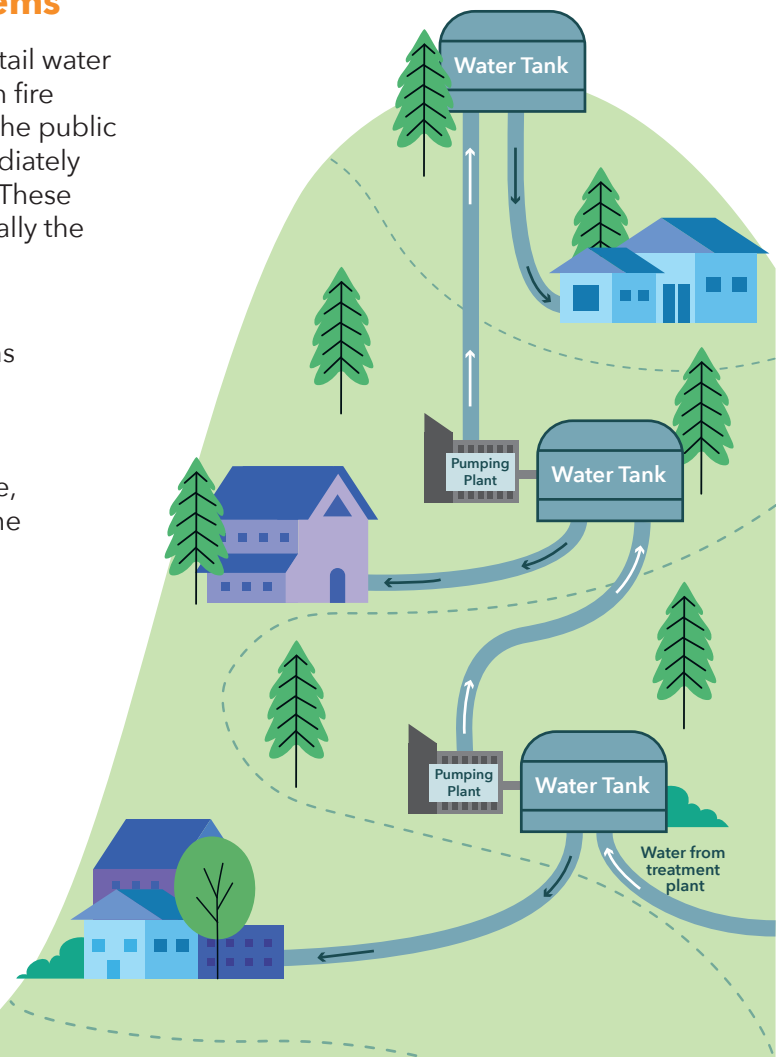 ems
tail water
fire
he public
diately
These
ally the
e,
Water Tank
Pumping
Plant
Water Tank
Pumping
Plant
Water Tank
Water from
treatment
plant